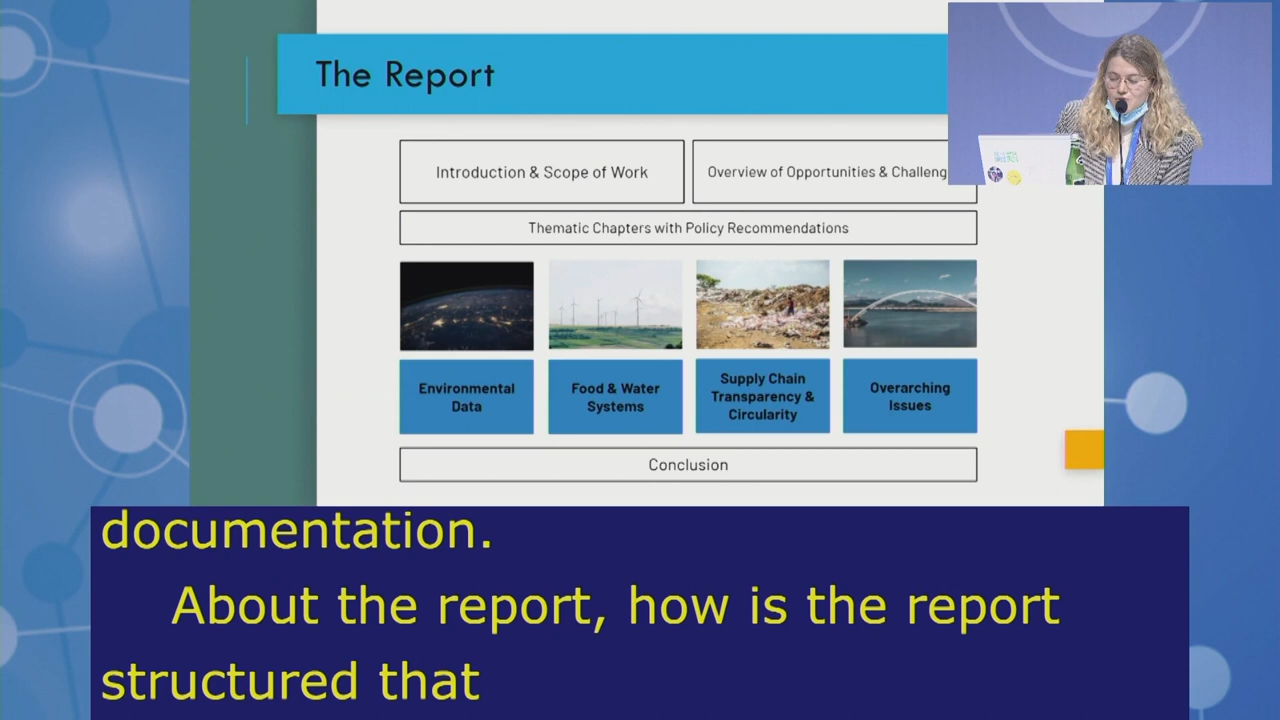 The Report
Introduction & Scope of Work
Overview of Opportunities & Challeng
Thematic Chapters with Policy Recommendations
Environmental
Data
Food & Water
Systems
Supply Chain
Transparency &
Circularity
Overarching
Issues
Conclusion
documentation.
About the report, how is the report
structured that